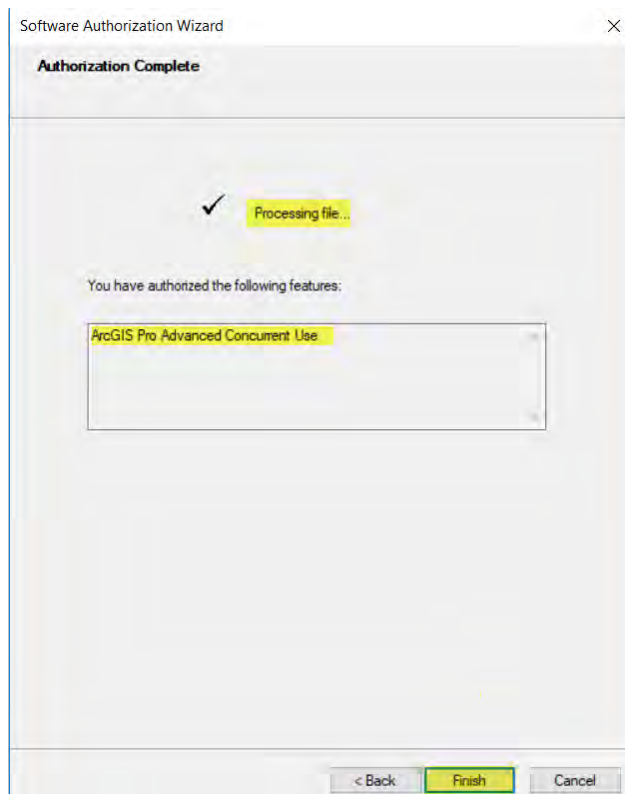 Software Authorization Wizard
Authorization Complete
Processing file...
You have authorized the following features:
ArcGIS Pro Advanced Concurrent Use
< Back Finish Cancel